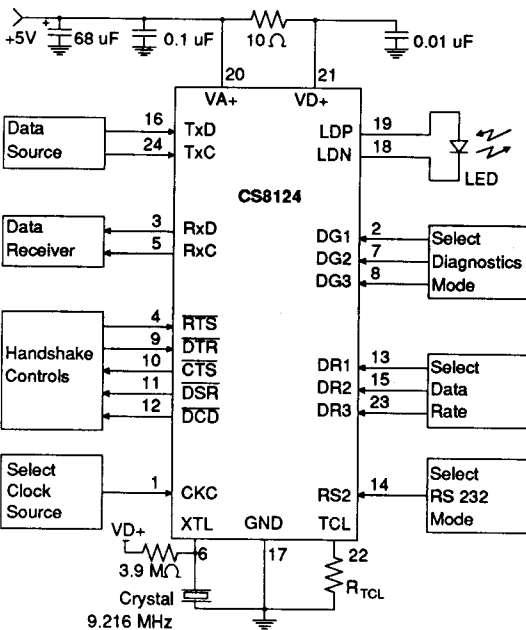 +5V
+
68 uF
0.1 uF
10Ω
0.01 uF
20
21
VA+
VD+
Data
Source
16
24
TxD
TxC
LDP
LDN
19
18
LED
CS8124
Data
Receiver
3
5
RxD
RxC
DG1
DG2
DG3
2
7
8
Select
Diagnostics
Mode
Handshake
Controls
4
9
10
11
12
RTS
DTR
CTS
DSR
DCD
DR1
DR2
DR3
13
15
23
Select
Data
Rate
Select
Clock
Source
1
CKC
RS2
14
Select
RS 232
Mode
XTL
GND
TCL
VD+
3.9 MΩ
6
17
22
RTCL
Crystal
9.216 MHz